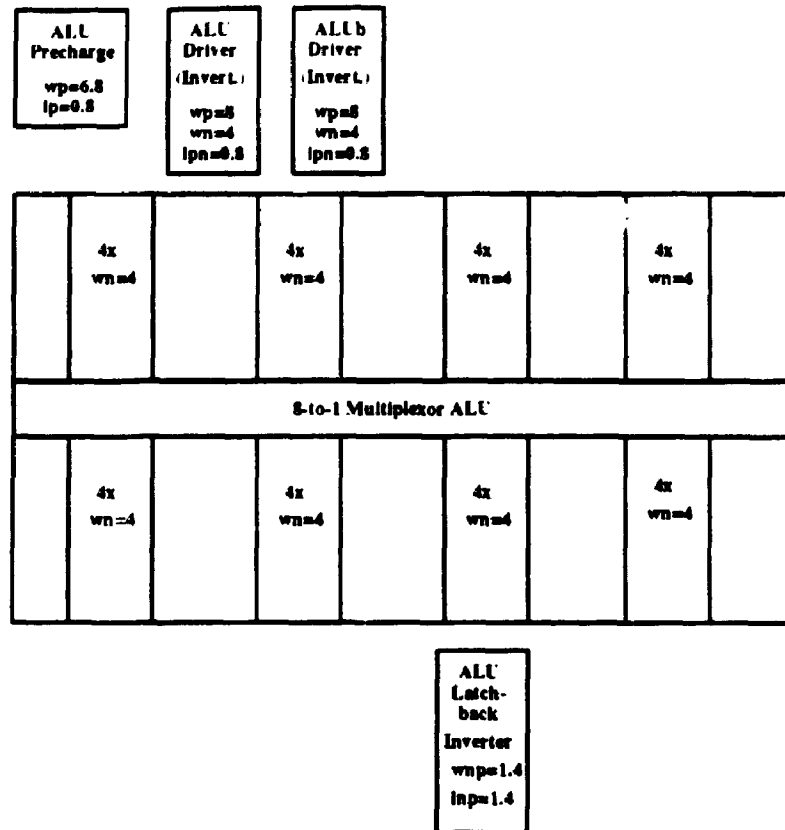 ALU
Precharge
wp=6.8
lp=0.8
ALU
Driver
(Invert.)
wp=8
wn=4
lpn=0.8
ALUb
Driver
(Invert.)
wp=8
wn=4
lpn=0.8
4x
wn=4
4x
wn=4
4x
wn=4
4x
wn=4
8-to-1 Multiplexor ALU
4x
wn=4
4x
wn=4
4x
wn=4
4x
wn=4
ALU
Latch-
back
Inverter
wnp=1.4
lnp=1.4